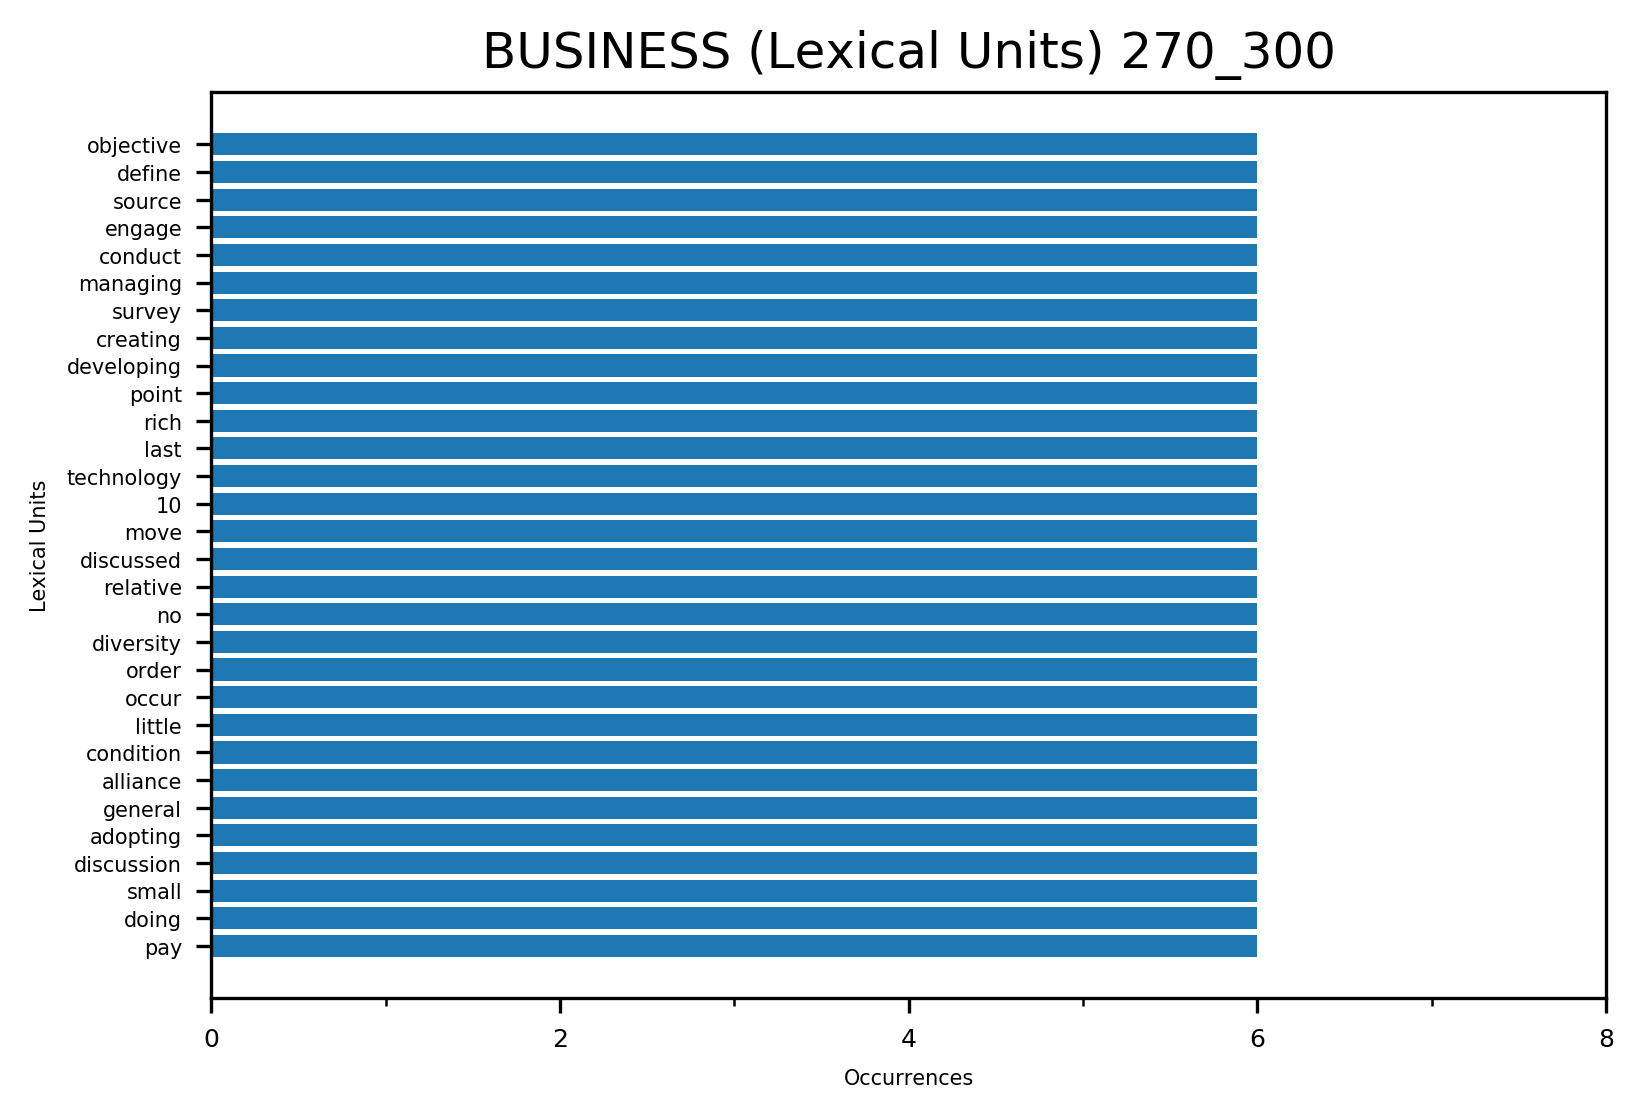 BUSINESS (Lexical Units) 270_300
objective
define
source
engage
conduct
managing
survey
creating
developing
point
rich
last
technology
10
move
discussed
relative
no
diversity
order
occur
little
condition
alliance
general
adopting
discussion
small
doing
pay
Lexical Units
0 2 4 6 8
Occurrences